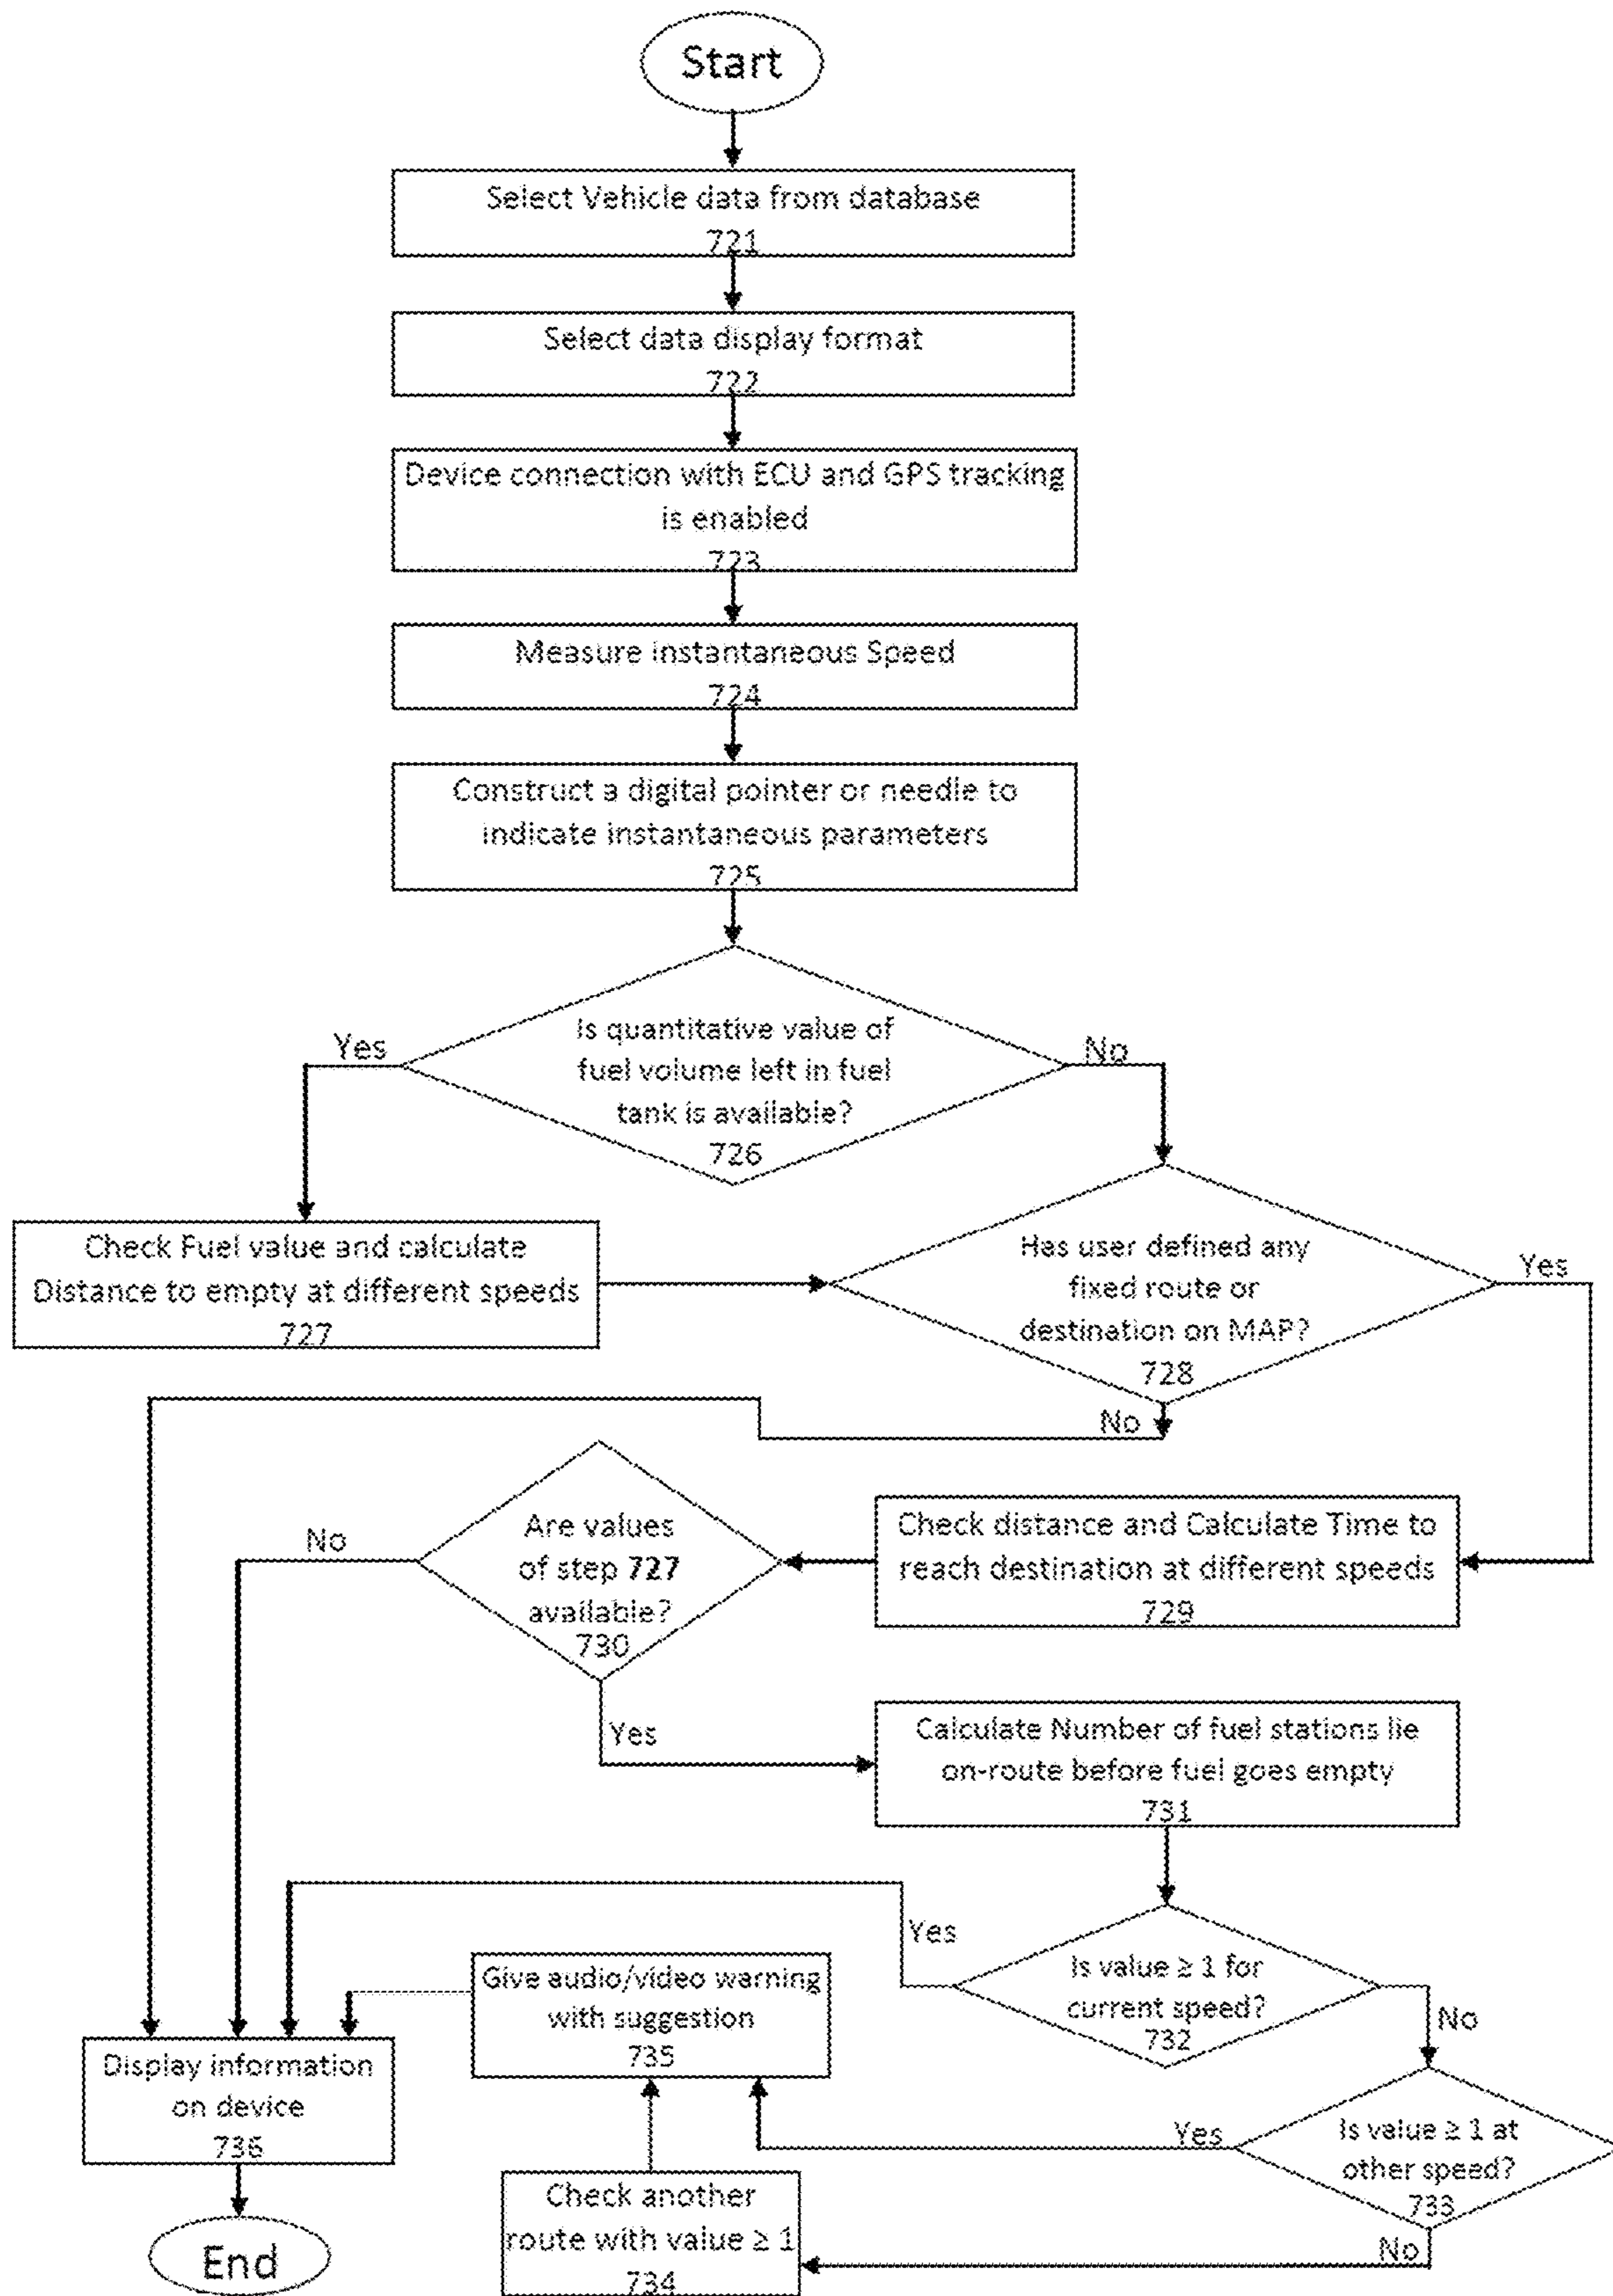 Start
Select Vehicle data from database
721
Select data display format
722
Device connection with ECU and GPS tracking
is enabled
723
Measure instantaneous Speed
724
Construct a digital pointer or needle to
indicate instantaneous parameters
725
Is quantitative value of
fuel volume left in fuel
tank is available?
726
Yes
No
Check Fuel value and calculate
Distance to empty at different speeds
727
Has user defined any
fixed route or
destination on MAP?
728
Yes
No
Check distance and Calculate Time to
reach destination at different speeds
729
Are values
of step 727
available?
730
No
Yes
Calculate Number of fuel stations lie
on-route before fuel goes empty
731
Is value ≥ 1 for
current speed?
732
Yes
No
Is value ≥ 1 at
other speed?
733
Yes
No
Check another
route with value ≥ 1
734
Give audio/video warning
with suggestion
735
Display information
on device
736
End